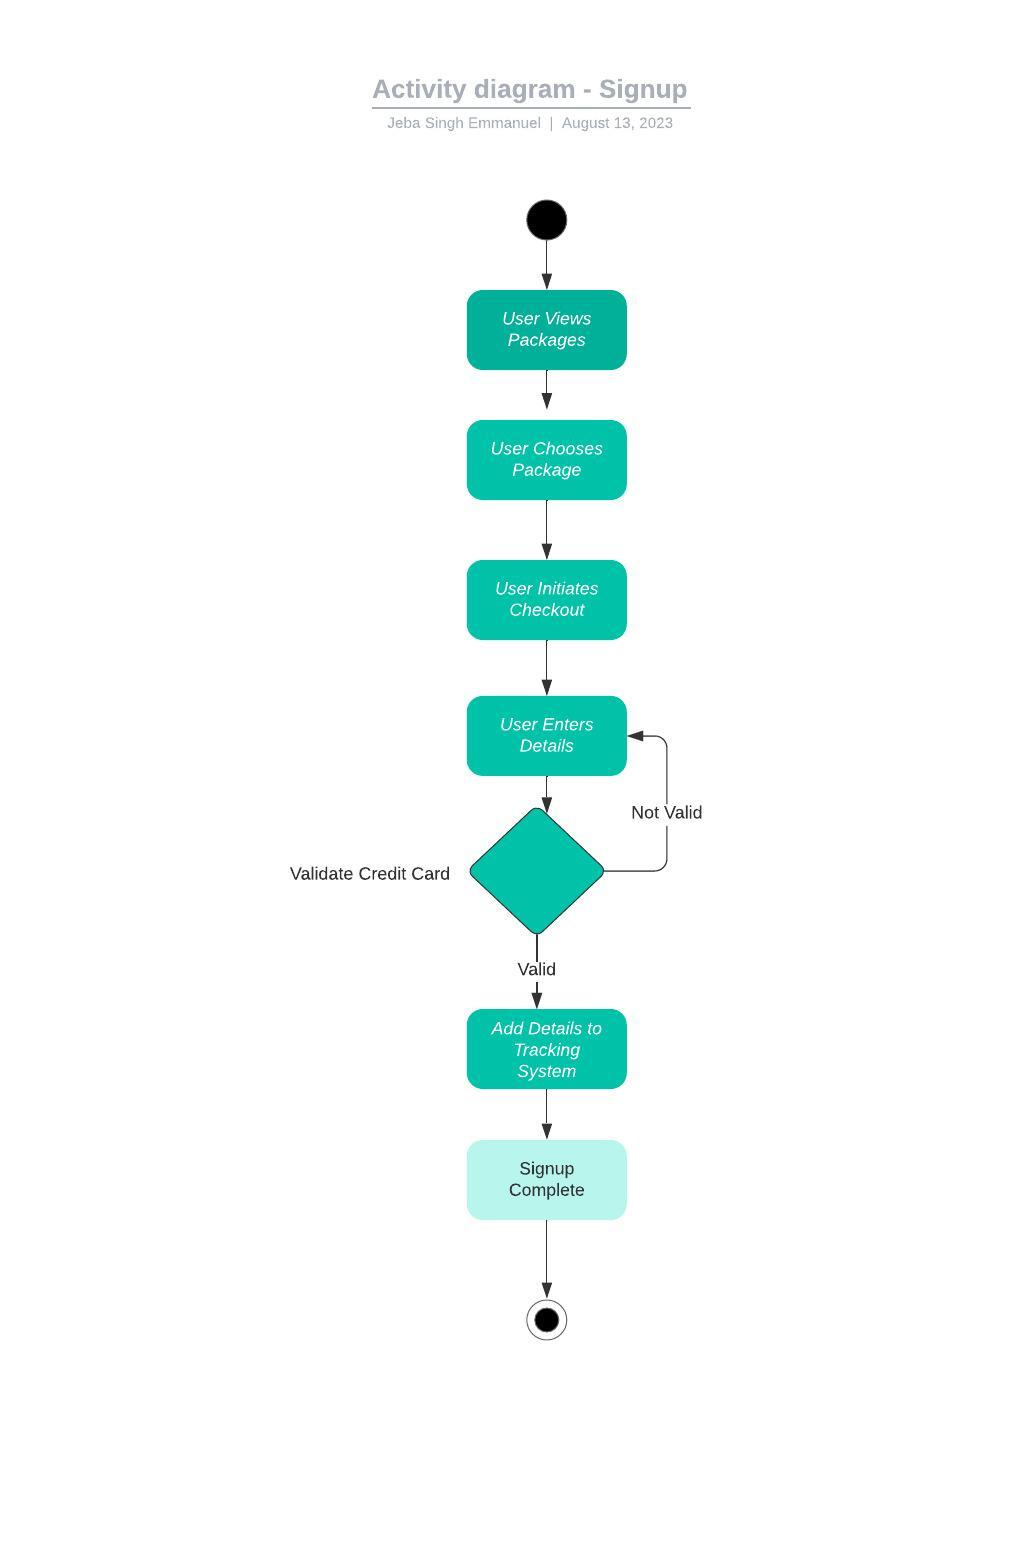 Activity diagram - Signup
Jeba Singh Emmanuel | August 13, 2023
User Views
Packages
User Chooses
Package
User Initiates
Checkout
User Enters
Details
Not Valid
Validate Credit Card
Valid
Add Details to
Tracking
System
Signup
Complete